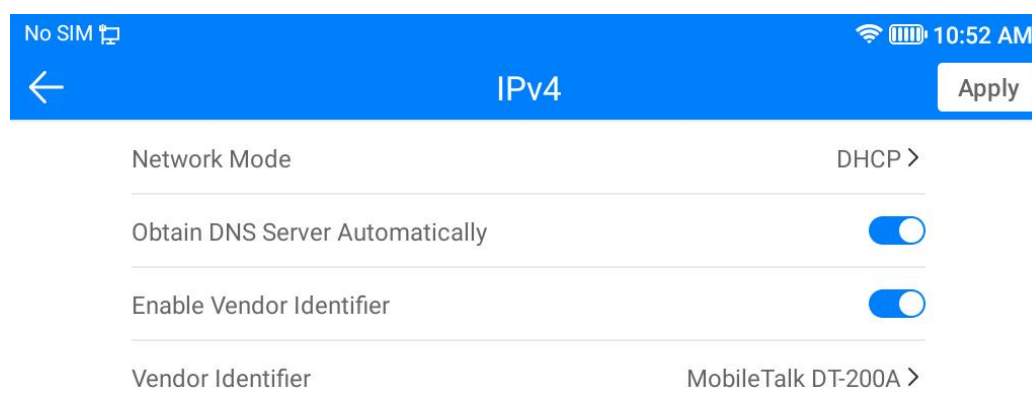 No SIM 10:52 AM
IPv4 Apply
Network Mode DHCP
Obtain DNS Server Automatically
Enable Vendor Identifier
Vendor Identifier MobileTalk DT-200A